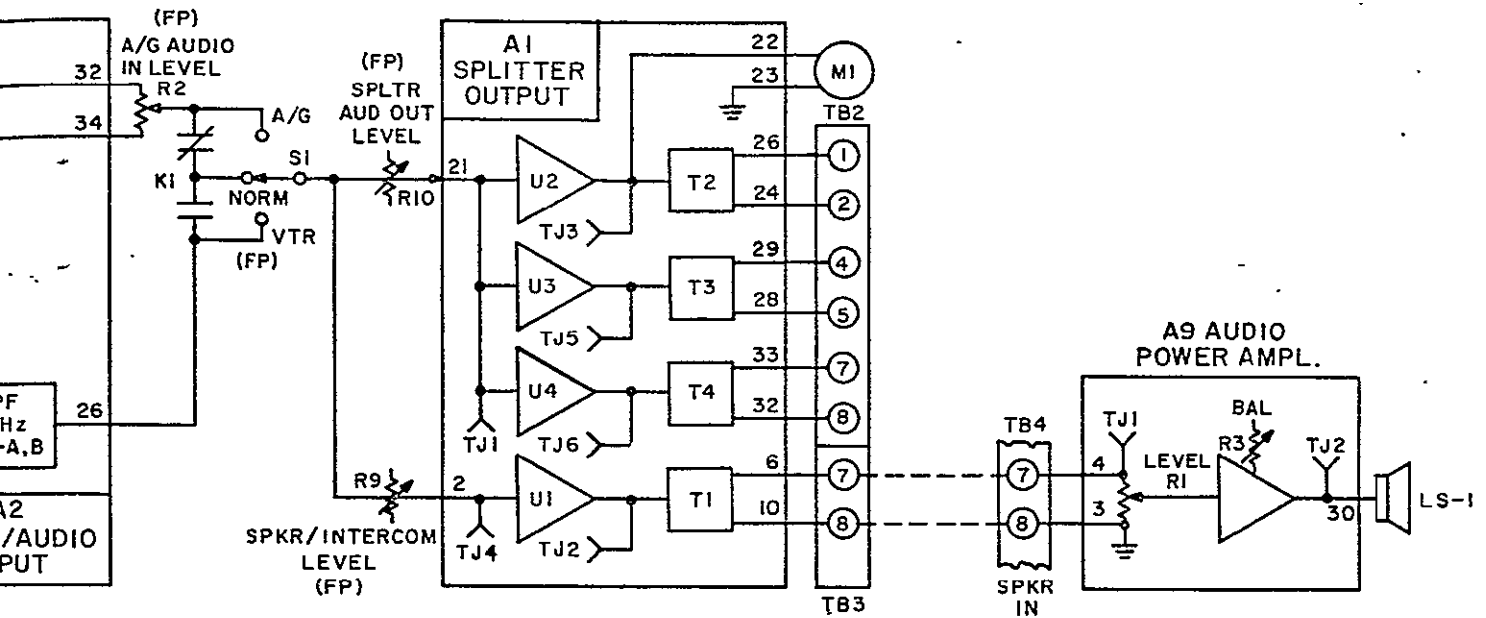 (FP)
A/G AUDIO
IN LEVEL
32
R2
34
A/G
S1
K1
NORM
VTR
(FP)
26
Hz
-A,B
A2
/AUDIO
PUT
(FP)
SPLTR
AUD OUT
LEVEL
R10
21
R9
2
SPKR/INTERCOM
LEVEL
(FP)
A1
SPLITTER
OUTPUT
22
23
M1
TB2
U2
TJ3
T2
26
24
1
2
U3
TJ5
T3
29
28
4
5
U4
TJ6
TJ1
T4
33
32
7
8
U1
TJ4
TJ2
T1
6
10
7
8
TB3
TB4
7
8
SPKR
IN
A9 AUDIO
POWER AMPL.
TJ1
4
3
LEVEL
R1
BAL
R3
TJ2
30
LS-1